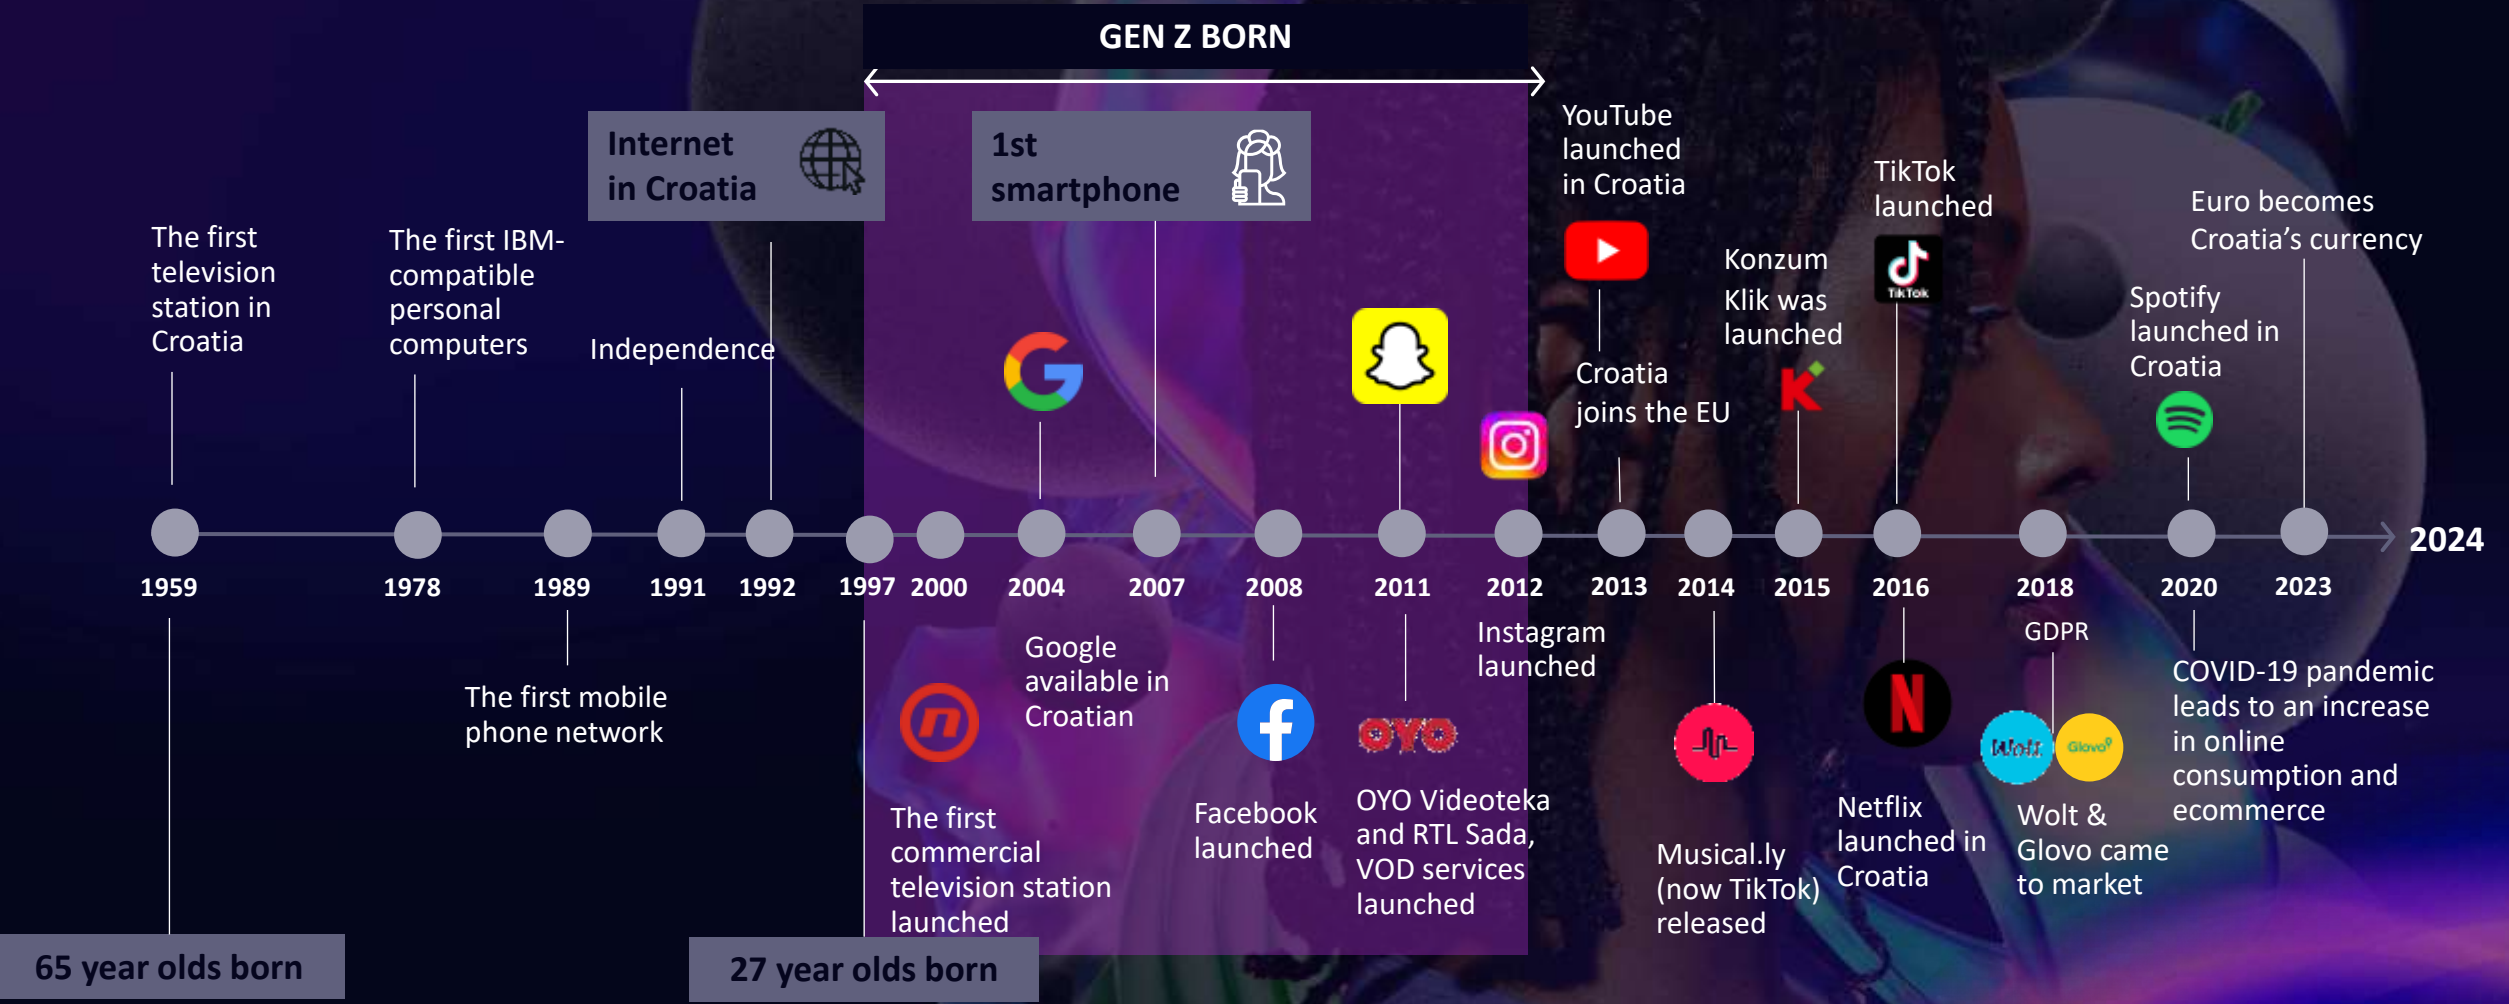 GEN Z BORN
Internet
in Croatia
1st
smartphone
YouTube
launched
in Croatia
TikTok
launched
TikTok
Euro becomes
Croatia’s currency
The first
television
station in
Croatia
The first IBM-
compatible
personal
computers
Independence
Konzum
Klik was
launched
Croatia
joins the EU
Spotify
launched in
Croatia
1959
1978
1989
1991
1992
1997
2000
2004
2007
2008
2011
2012
2013
2014
2015
2016
2018
2020
2023
2024
The first mobile
phone network
The first
commercial
television station
launched
Google
available in
Croatian
Facebook
launched
OYO
OYO Videoteka
and RTL Sada,
VOD services
launched
Instagram
launched
Musical.ly
(now TikTok)
released
Netflix
launched in
Croatia
GDPR
Wolt
Glovo
Wolt &
Glovo came
to market
COVID-19 pandemic
leads to an increase
in online
consumption and
ecommerce
65 year olds born
27 year olds born